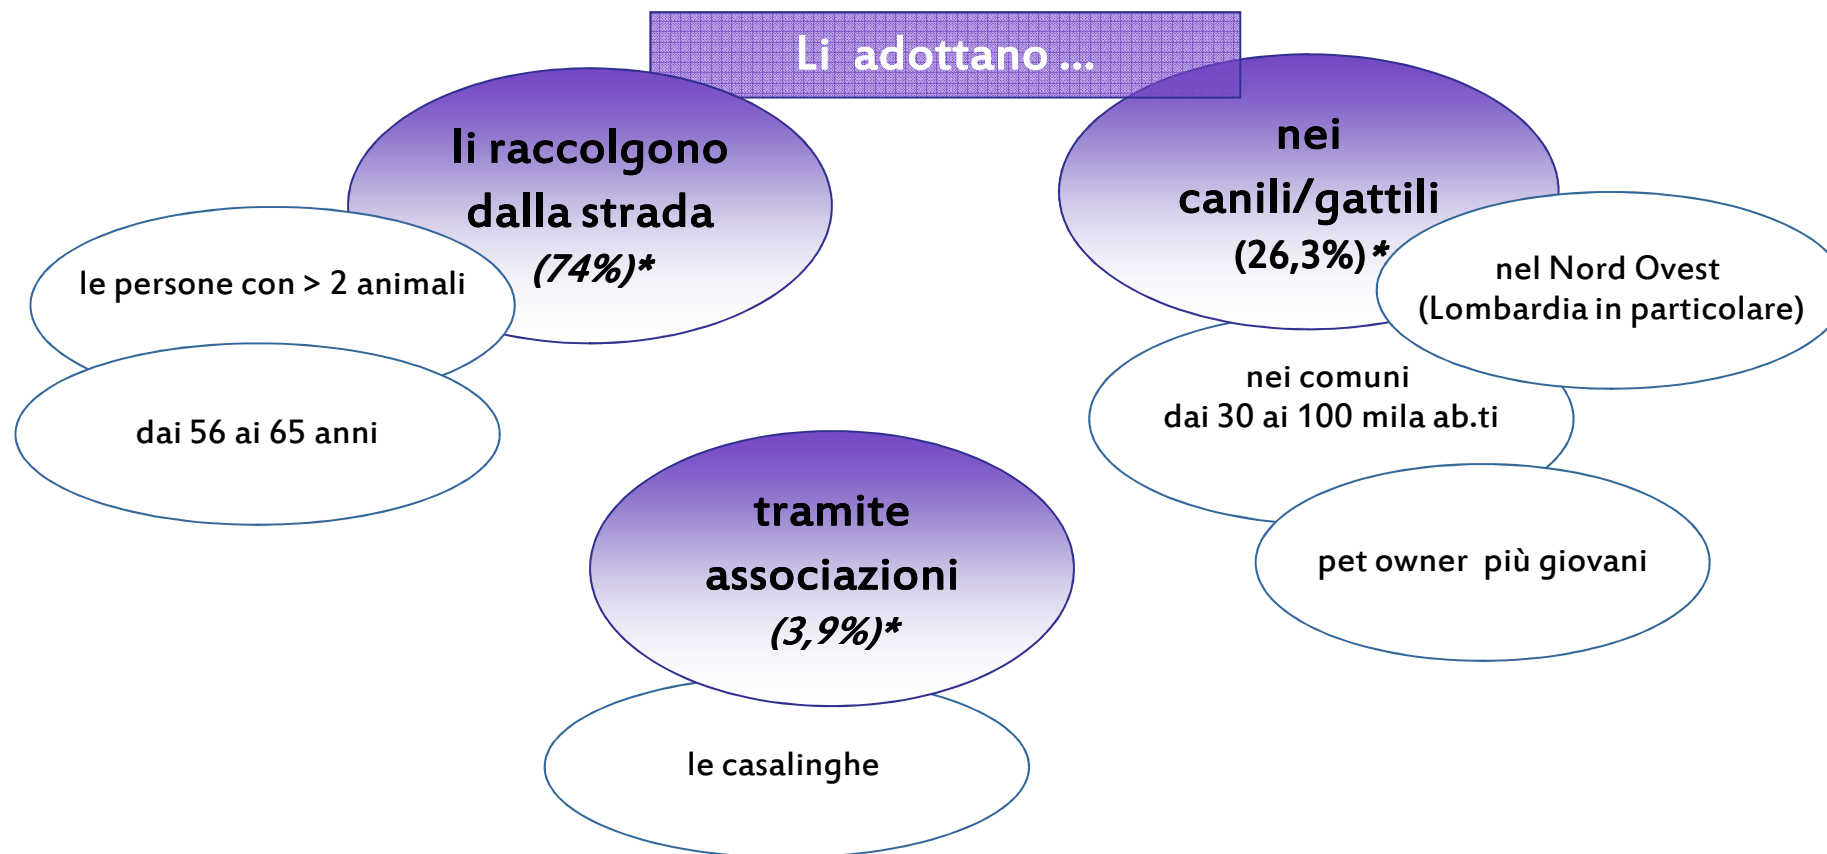 Li adottano ...
li raccolgono
dalla strada
(74%)*
le persone con > 2 animali
dai 56 ai 65 anni
nei
canili/gattili
(26,3%)*
nel Nord Ovest
(Lombardia in particolare)
nei comuni
dai 30 ai 100 mila ab.ti
pet owner più giovani
tramite
associazioni
(3,9%)*
le casalinghe